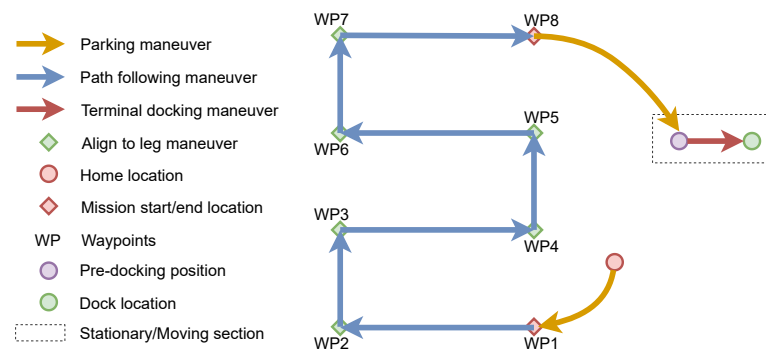 Parking maneuver
Path following maneuver
Terminal docking maneuver
Align to leg maneuver
Home location
Mission start/end location
WP Waypoints
Pre-docking position
Dock location
Stationary/Moving section
WP7
WP8
WP5
WP6
WP3
WP4
WP2
WP1